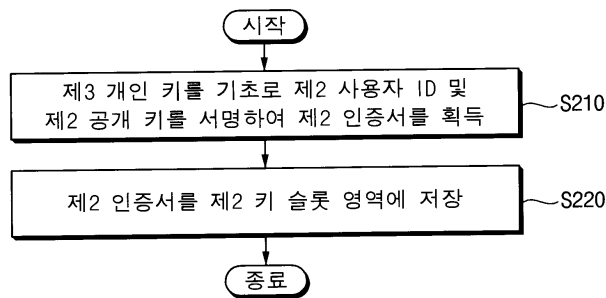 시작
제3 개인 키를 기초로 제2 사용자 ID 및
제2 공개 키를 서명하여 제2 인증서를 획득
S210
제2 인증서를 제2 키 슬롯 영역에 저장
S220
종료